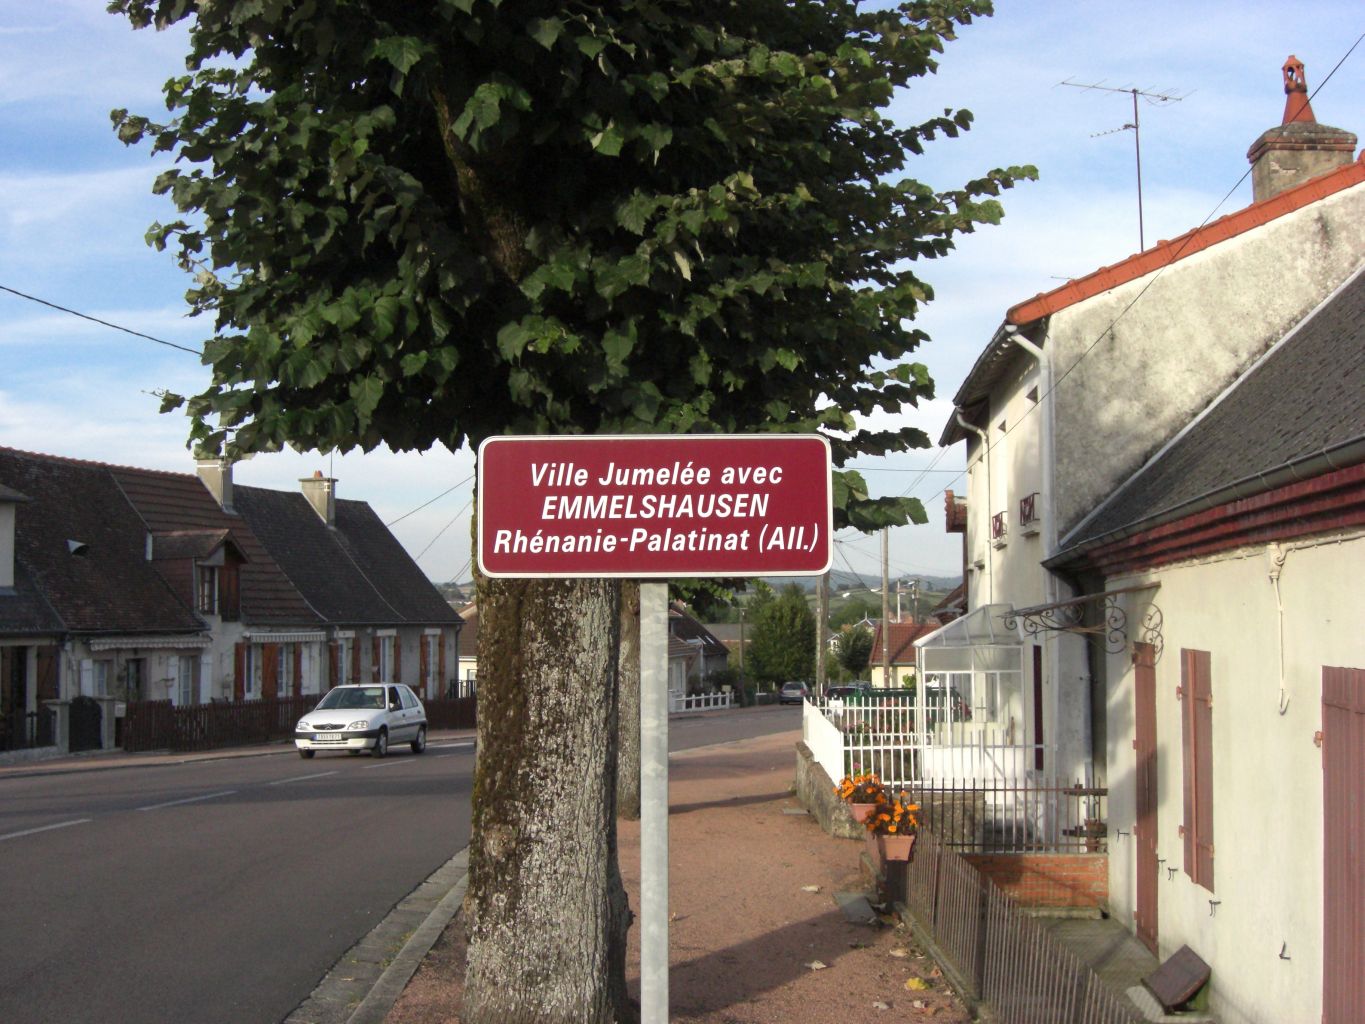 Ville Jumelée avec
EMMELSHAUSEN
Rhénanie-Palatinat (All.)